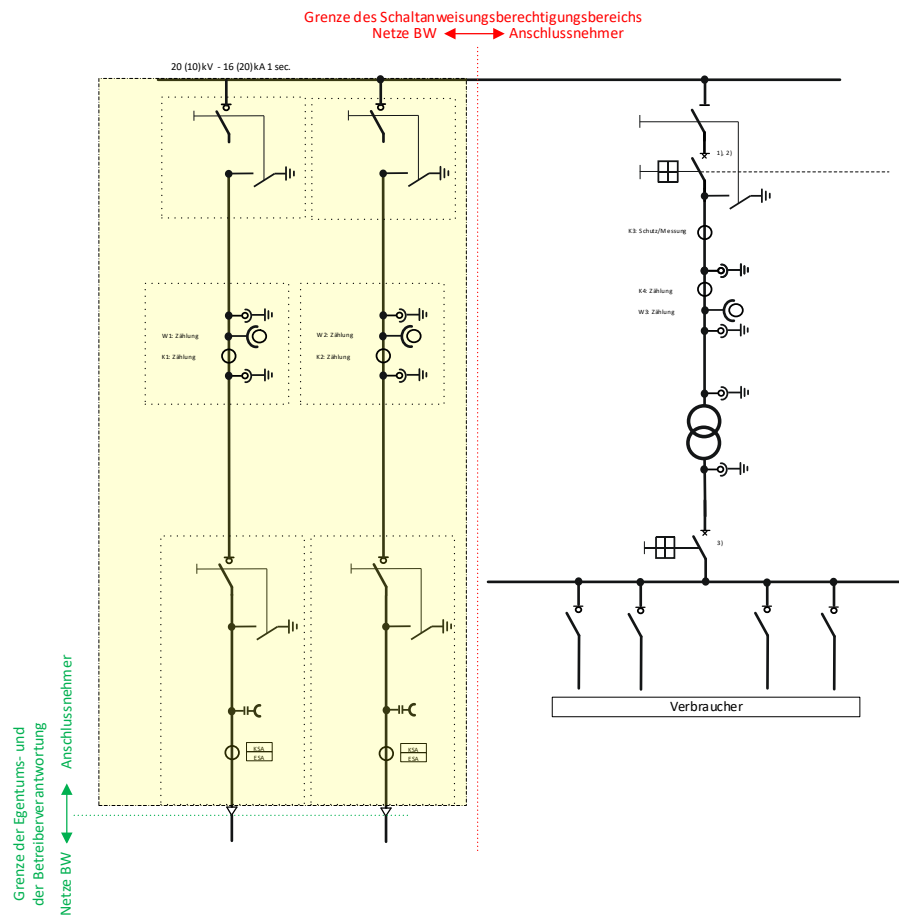 Grenze des Schaltanweisungsberechtigungsbereichs
Netze BW Anschlussnehmer
20 (10)kV - 16 (20)kA 1 sec.
1), 2)
K3: Schutz/Messung
K4: Zählung
W3: Zählung
W1: Zählung
K1: Zählung
W2: Zählung
K2: Zählung
3)
Verbraucher
KSA
ESA
KSA
ESA
Grenze der Egentums- und
der Betreiberverantwortung
Netze BW Anschlussnehmer